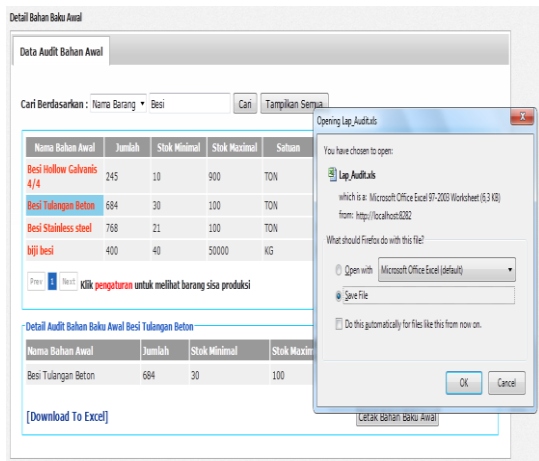 Detail Bahan Baku Awal
Data Audit Bahan Awal
Cari Berdasarkan : Nama Barang Besi Cari Tampilkan Semua
Nama Bahan Awal Jumlah Stok Minimal Stok Maximal Satuan
Besi Hollow Galvanis 4/4 245 10 900 TON
Besi Tulangan Beton 684 30 100 TON
Besi Stainless steel 768 21 100 TON
biji besi 400 40 50000 KG
Prev 1 Next Klik pengaturan untuk melihat barang sisa produksi
Detail Audit Bahan Baku Awal Besi Tulangan Beton
Nama Bahan Awal Jumlah Stok Minimal Stok Maxim
Besi Tulangan Beton 684 30 100
[Download To Excel] Cetak Bahan Baku Awal
Opening Lap_Audit.xls
You have chosen to open:
Lap_Audit.xls
which is a: Microsoft Office Excel 97-2003 Worksheet (6,3 KB)
from: http://localhost:8282
What should Firefox do with this file?
Open with Microsoft Office Excel (default)
Save File
Do this automatically for files like this from now on.
OK Cancel